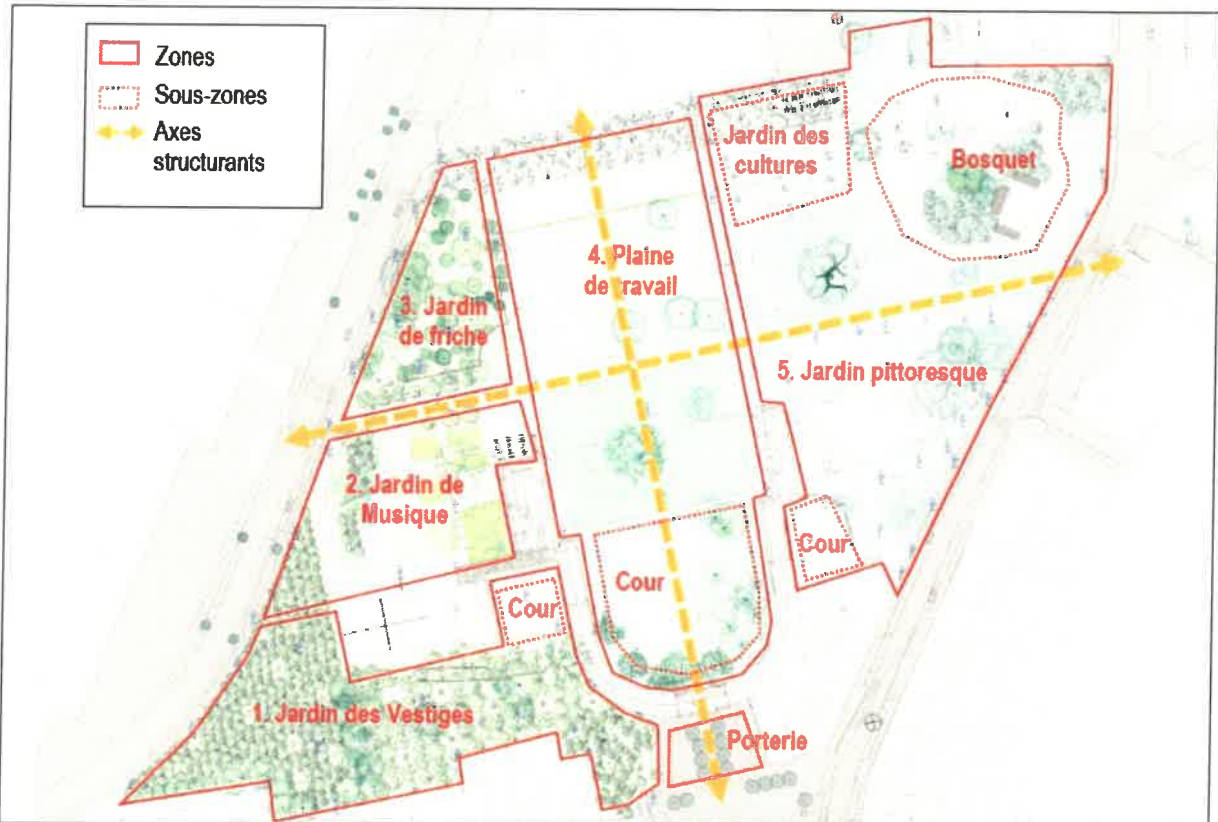 Zones
Sous-zones
Axes
structurants
Jardin des
cultures
Bosquet
4. Plaine
de travail
3. Jardin
de friche
5. Jardin pittoresque
2. Jardin de
Musique
Cour
Cour
Cour
1. Jardin des Vestiges
Porterie